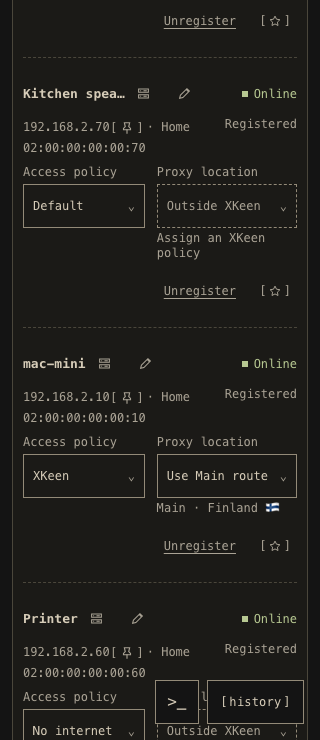 Unregister [☆]
Kitchen spea… Online
192.168.2.70[ ]· Home Registered
02:00:00:00:00:70
Access policy Proxy location
Default Outside XKeen
Assign an XKeen
policy
Unregister [☆]
mac-mini Online
192.168.2.10[ ]· Home Registered
02:00:00:00:00:10
Access policy Proxy location
XKeen Use Main route
Main · Finland 🇫🇮
Unregister [☆]
Printer Online
192.168.2.60[ ]· Home Registered
02:00:00:00:00:60
Access policy
>_ [history]
No internet Outside XKeen